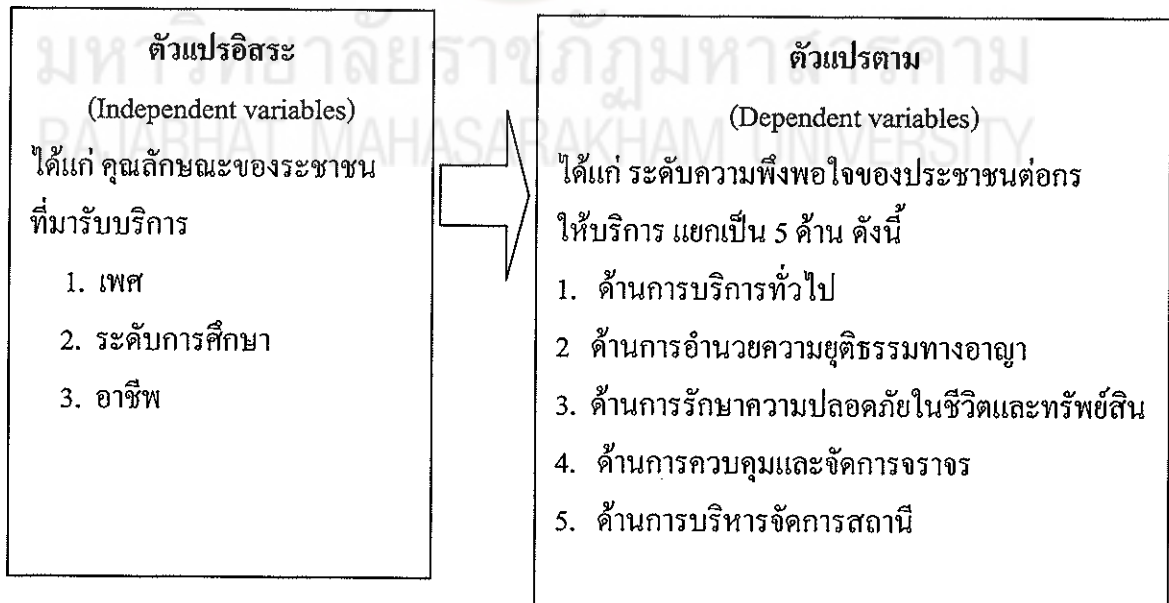 มหาวิทยาลัยราชภัฏมหาสารคาม
RAJABHAT MAHASARAKHAM UNIVERSITY
ตัวแปรอิสระ
(Independent variables)
ได้แก่ คุณลักษณะของระชาชน
ที่มารับบริการ
1. เพศ
2. ระดับการศึกษา
3. อาชีพ
ตัวแปรตาม
(Dependent variables)
ได้แก่ ระดับความพึงพอใจของประชาชนต่อกร
ให้บริการ แยกเป็น 5 ด้าน ดังนี้
1. ด้านการบริการทั่วไป
2 ด้านการอำนวยความยุติธรรมทางอาญา
3. ด้านการรักษาความปลอดภัยในชีวิตและทรัพย์สิน
4. ด้านการควบคุมและจัดการจราจร
5. ด้านการบริหารจัดการสถานี